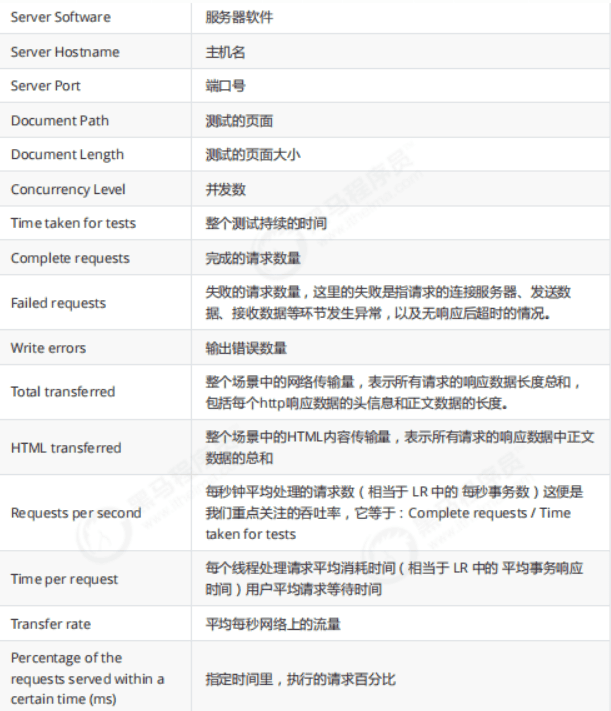 Server Software 服务器软件
Server Hostname 主机名
Server Port 端口号
Document Path 测试的页面
Document Length 测试的页面大小
Concurrency Level 并发数
Time taken for tests 整个测试持续的时间
Complete requests 完成的请求数量
Failed requests 失败的请求数量，这里的失败是指请求的连接服务器、发送数
据、接收数据等环节发生异常，以及无响应后超时的情况。
Write errors 输出错误数量
Total transferred 整个场景中的网络传输量，表示所有请求的响应数据长度总和，
包括每个http响应数据的头信息和正文数据的长度。
HTML transferred 整个场景中的HTML内容传输量，表示所有请求的响应数据中正文
数据的总和
Requests per second 每秒钟平均处理的请求数（相当于 LR 中的 每秒事务数）这便是
我们重点关注的吞吐率，它等于：Complete requests / Time
taken for tests
Time per request 每个线程处理请求平均消耗时间（相当于 LR 中的 平均事务响应
时间）用户平均请求等待时间
Transfer rate 平均每秒网络上的流量
Percentage of the
requests served within a
certain time (ms) 指定时间里，执行的请求百分比